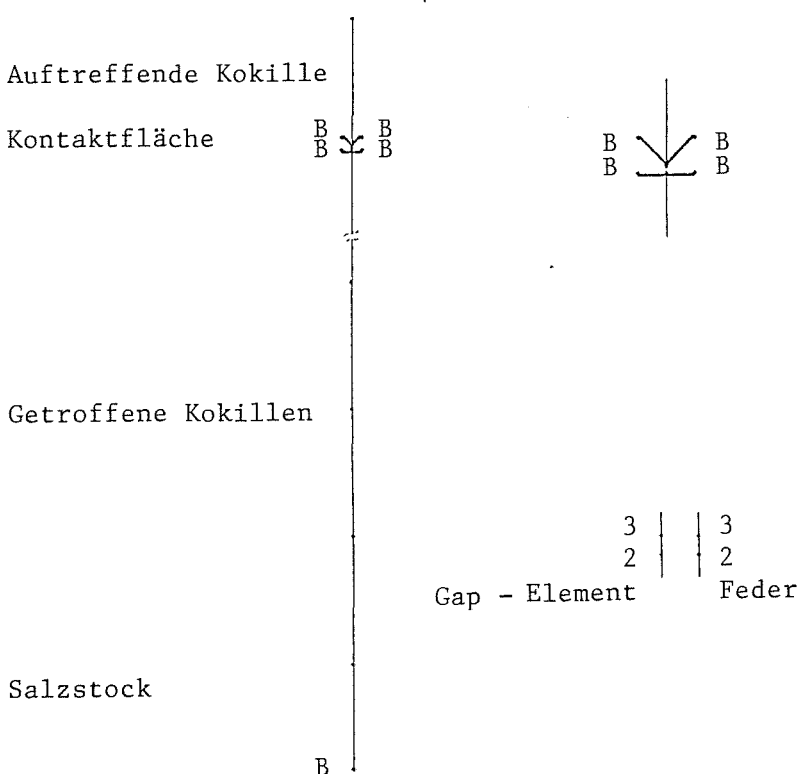 Auftreffende Kokille
Kontaktfläche
B B
B B
B B
B B
Getroffene Kokillen
3 3
2 2
Gap - Element Feder
Salzstock
B